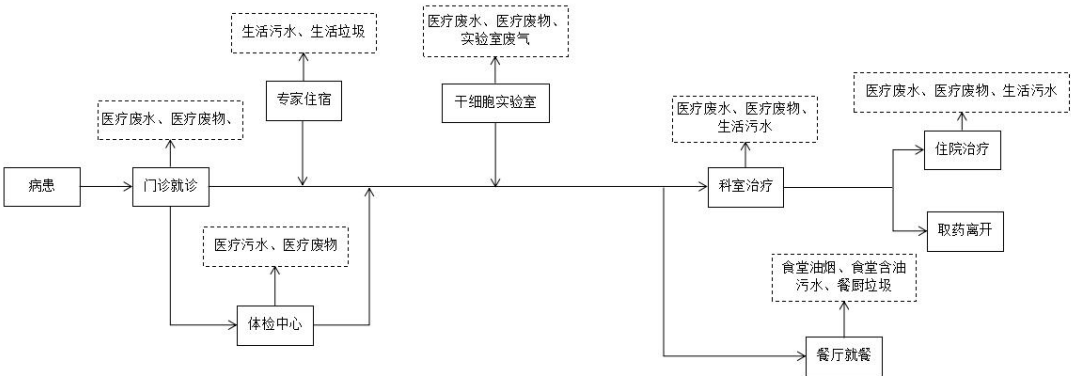 生活污水、生活垃圾
医疗废水、医疗废物、
实验室废气
专家住宿
干细胞实验室
医疗废水、医疗废物、生活污水
医疗废水、医疗废物、
医疗废水、医疗废物、
生活污水
住院治疗
病患
门诊就诊
科室治疗
取药离开
医疗污水、医疗废物
食堂油烟、食堂含油
污水、餐厨垃圾
体检中心
餐厅就餐